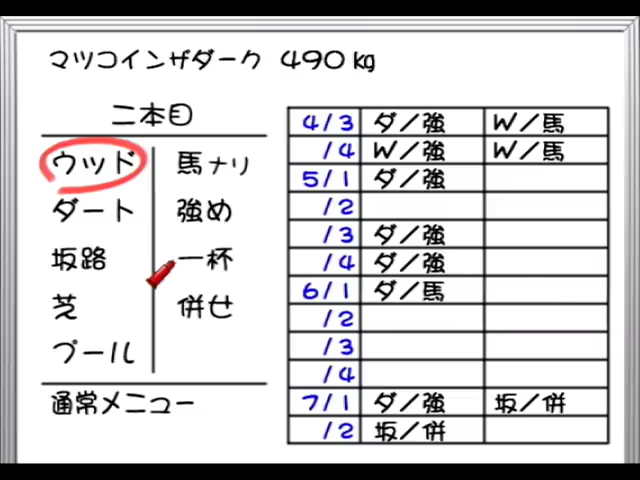 マツコインザダーク 490kg
二本目
ウッド 馬ナリ
ダート 強め
坂路 一杯
芝 併せ
プール
通常メニュー
4/3 ダ/強 W/馬
/4 W/強 W/馬
5/1 ダ/強
/2
/3 ダ/強
/4 ダ/強
6/1 ダ/馬
/2
/3
/4
7/1 ダ/強 坂/併
/2 坂/併